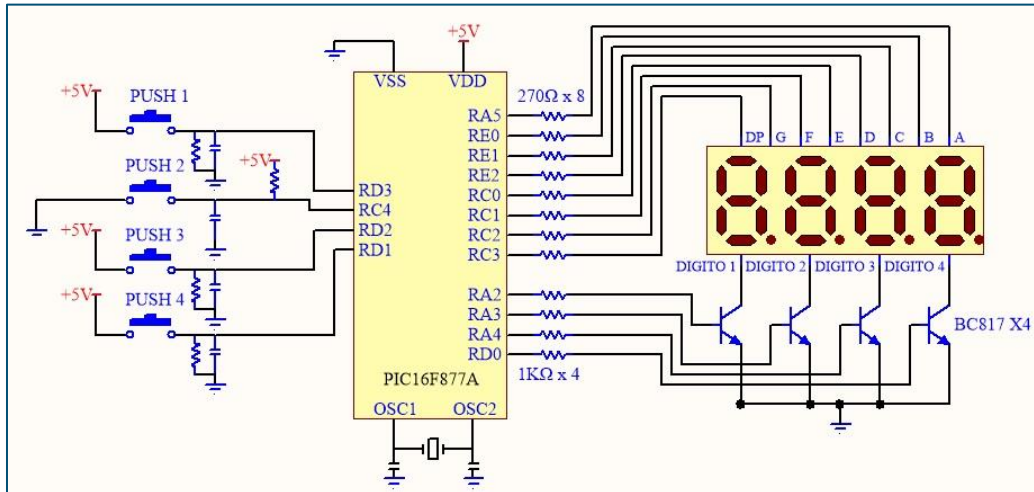 +5V
VSS
VDD
+5V
PUSH 1
270Ω x 8
RA5
RE0
DP G F E D C B A
RE1
PUSH 2
+5V
RE2
RD3
RC0
RC4
RC1
+5V
PUSH 3
RD2
RC2
RD1
RC3
DIGITO 1 DIGITO 2 DIGITO 3 DIGITO 4
+5V
PUSH 4
RA2
RA3
BC817 X4
RA4
RD0
PIC16F877A
1KΩ x 4
OSC1
OSC2